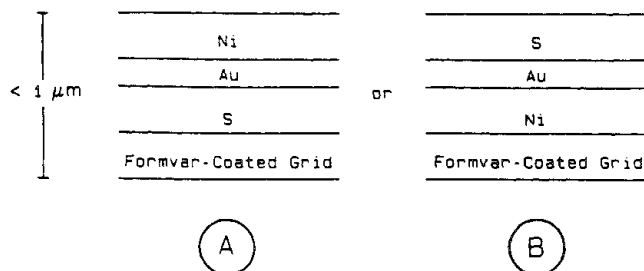 Ni
Au
S
Formvar-Coated Grid
< 1 μm
or
S
Au
Ni
Formvar-Coated Grid
A
B